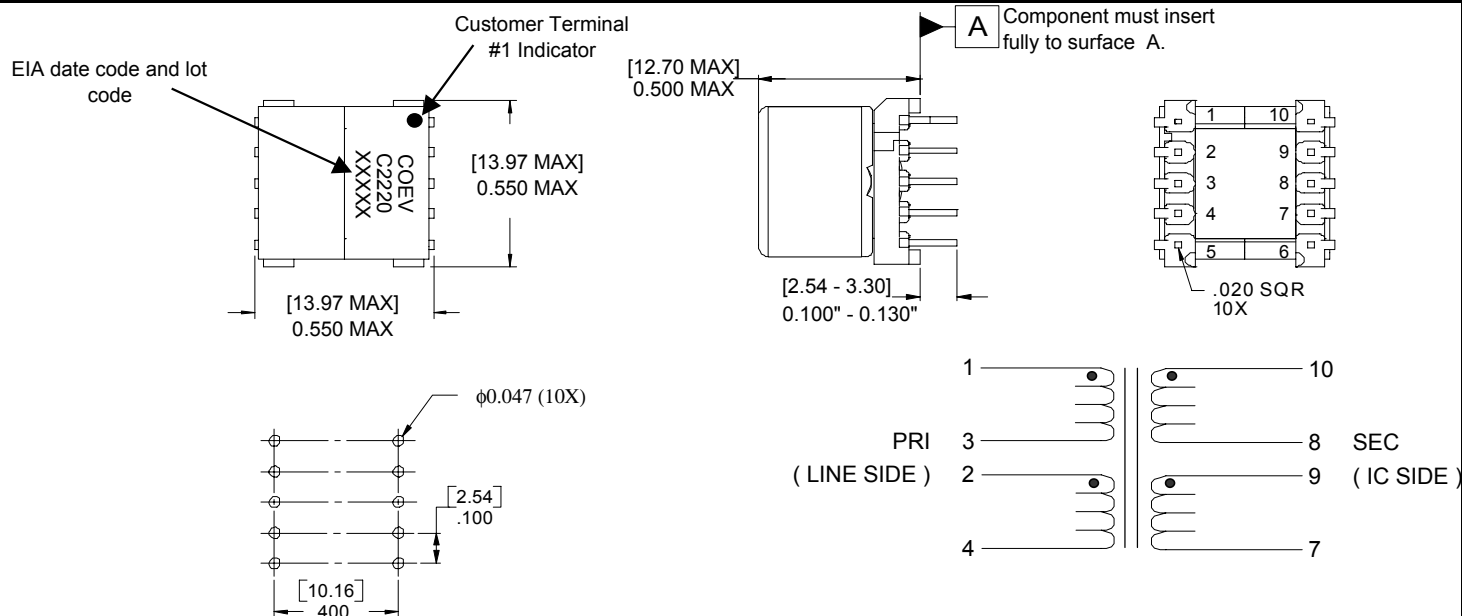 EIA date code and lot
code
Customer Terminal
#1 Indicator
COEV
C2220
XXXXX
[13.97 MAX]
0.550 MAX
[13.97 MAX]
0.550 MAX
A
Component must insert
fully to surface A.
[12.70 MAX]
0.500 MAX
[2.54 - 3.30]
0.100" - 0.130"
1 10
2 9
3 8
4 7
5 6
.020 SQR
10X
ϕ0.047 (10X)
[2.54]
.100
[10.16]
400
1 10
PRI 3 8 SEC
( LINE SIDE ) 2 9 ( IC SIDE )
4 7